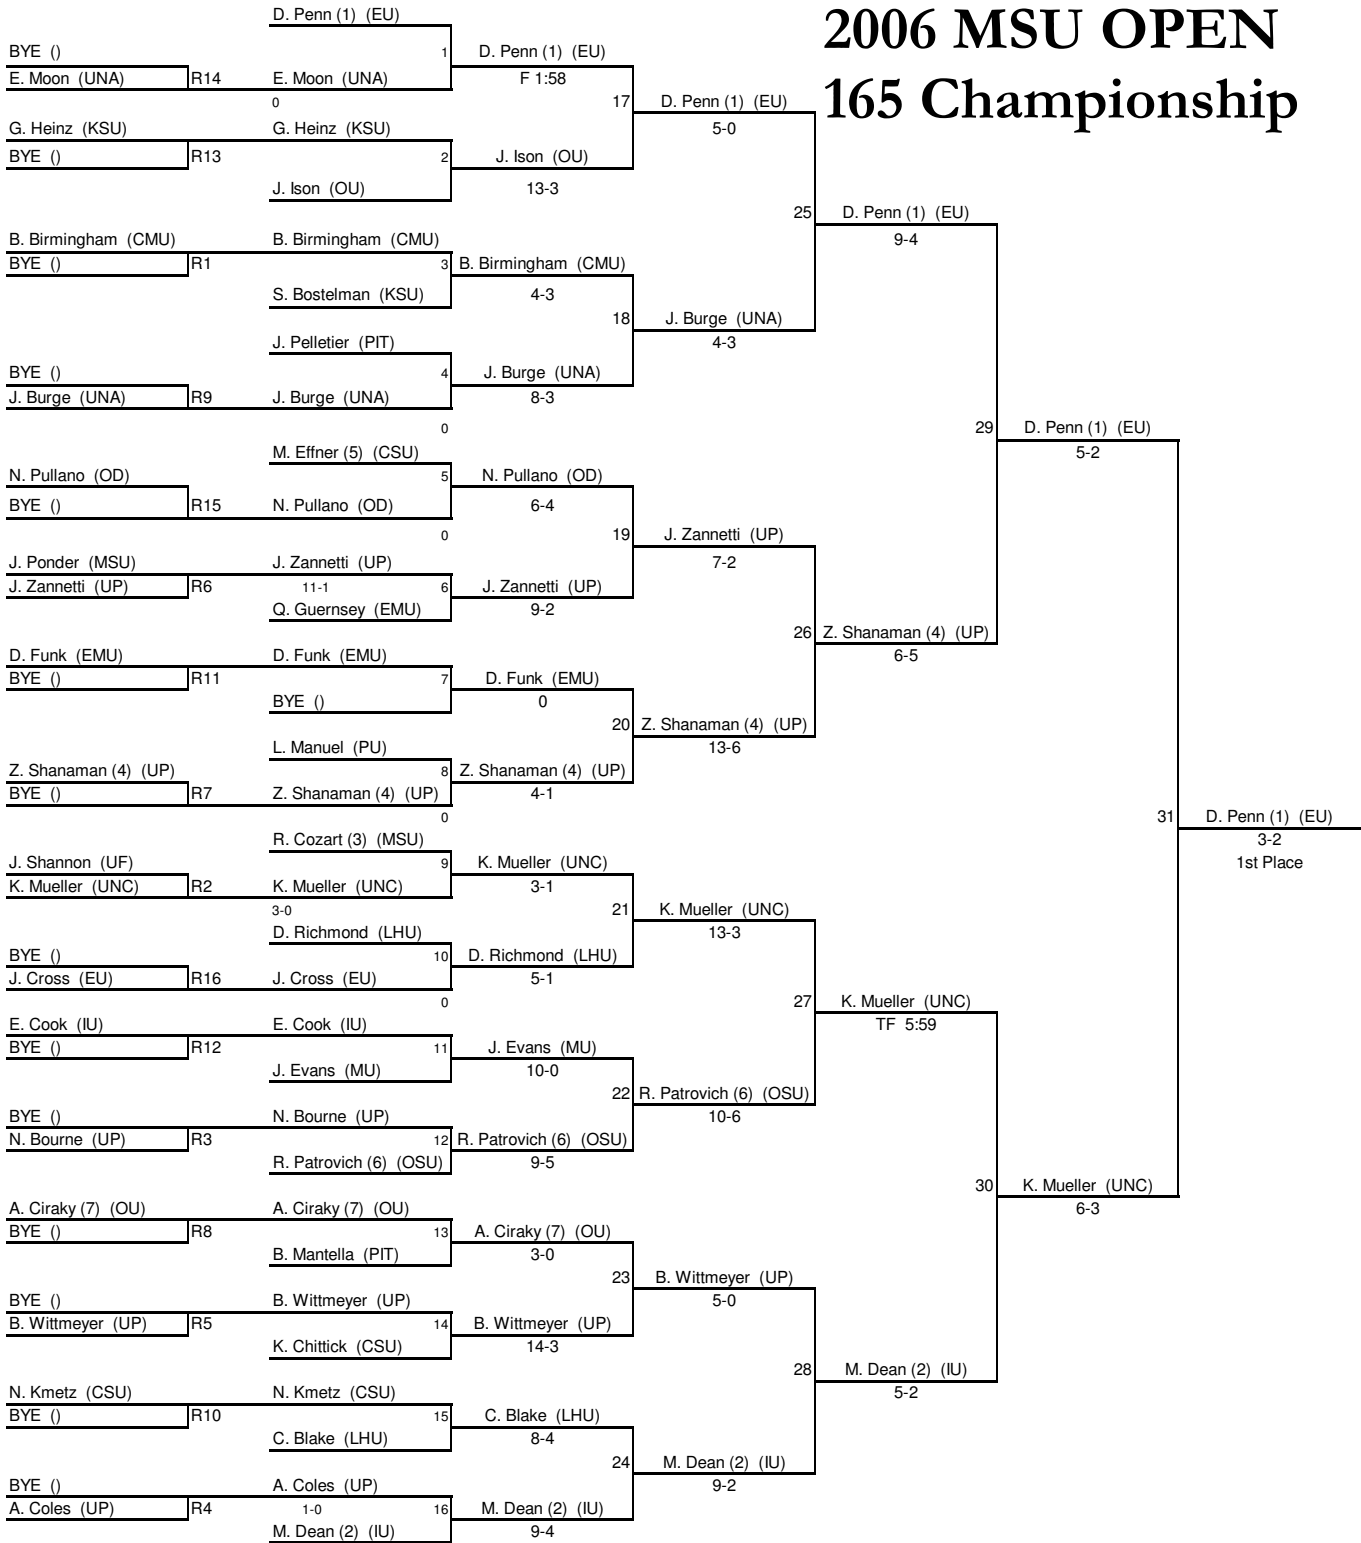 2006 MSU OPEN
165 Championship
D. Penn (1) (EU)
BYE ()
1
D. Penn (1) (EU)
E. Moon (UNA)
R14
E. Moon (UNA)
F 1:58
0
17
D. Penn (1) (EU)
5-0
G. Heinz (KSU)
G. Heinz (KSU)
BYE ()
R13
2
J. Ison (OU)
J. Ison (OU)
13-3
25
D. Penn (1) (EU)
9-4
B. Birmingham (CMU)
B. Birmingham (CMU)
BYE ()
R1
3
B. Birmingham (CMU)
S. Bostelman (KSU)
4-3
18
J. Burge (UNA)
4-3
J. Pelletier (PIT)
BYE ()
4
J. Burge (UNA)
J. Burge (UNA)
R9
J. Burge (UNA)
8-3
0
29
D. Penn (1) (EU)
5-2
M. Effner (5) (CSU)
N. Pullano (OD)
5
N. Pullano (OD)
BYE ()
R15
N. Pullano (OD)
6-4
0
19
J. Zannetti (UP)
7-2
J. Ponder (MSU)
J. Zannetti (UP)
J. Zannetti (UP)
R6
11-1
6
J. Zannetti (UP)
Q. Guernsey (EMU)
9-2
26
Z. Shanaman (4) (UP)
6-5
D. Funk (EMU)
D. Funk (EMU)
BYE ()
R11
7
D. Funk (EMU)
BYE ()
0
20
Z. Shanaman (4) (UP)
13-6
L. Manuel (PU)
Z. Shanaman (4) (UP)
8
Z. Shanaman (4) (UP)
BYE ()
R7
Z. Shanaman (4) (UP)
4-1
0
31
D. Penn (1) (EU)
3-2
1st Place
R. Cozart (3) (MSU)
J. Shannon (UF)
9
K. Mueller (UNC)
K. Mueller (UNC)
R2
K. Mueller (UNC)
3-1
3-0
21
K. Mueller (UNC)
13-3
D. Richmond (LHU)
BYE ()
10
D. Richmond (LHU)
J. Cross (EU)
R16
J. Cross (EU)
5-1
0
27
K. Mueller (UNC)
TF 5:59
E. Cook (IU)
E. Cook (IU)
BYE ()
R12
11
J. Evans (MU)
J. Evans (MU)
10-0
22
R. Patrovich (6) (OSU)
10-6
BYE ()
N. Bourne (UP)
N. Bourne (UP)
R3
12
R. Patrovich (6) (OSU)
R. Patrovich (6) (OSU)
9-5
30
K. Mueller (UNC)
6-3
A. Ciraky (7) (OU)
A. Ciraky (7) (OU)
BYE ()
R8
13
A. Ciraky (7) (OU)
B. Mantella (PIT)
3-0
23
B. Wittmeyer (UP)
5-0
BYE ()
B. Wittmeyer (UP)
B. Wittmeyer (UP)
R5
14
B. Wittmeyer (UP)
K. Chittick (CSU)
14-3
28
M. Dean (2) (IU)
5-2
N. Kmetz (CSU)
N. Kmetz (CSU)
BYE ()
R10
15
C. Blake (LHU)
C. Blake (LHU)
8-4
24
M. Dean (2) (IU)
9-2
BYE ()
A. Coles (UP)
A. Coles (UP)
R4
1-0
16
M. Dean (2) (IU)
M. Dean (2) (IU)
9-4